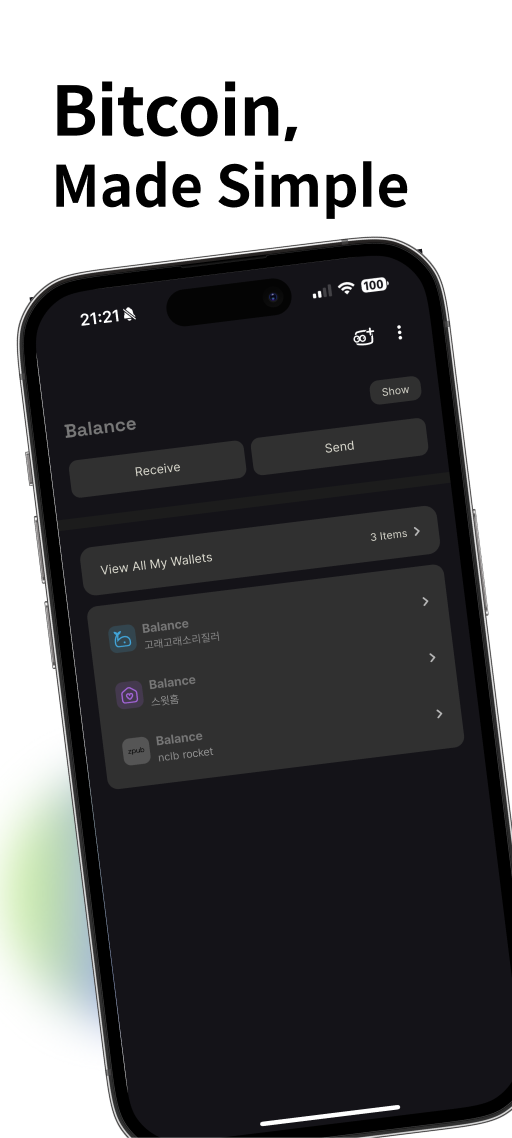 Bitcoin,
Made Simple
21:21
100
Show
Balance
Receive
Send
View All My Wallets
3 Items
Balance
고래고래소리질러
Balance
스윗홈
zpub
Balance
nclb rocket